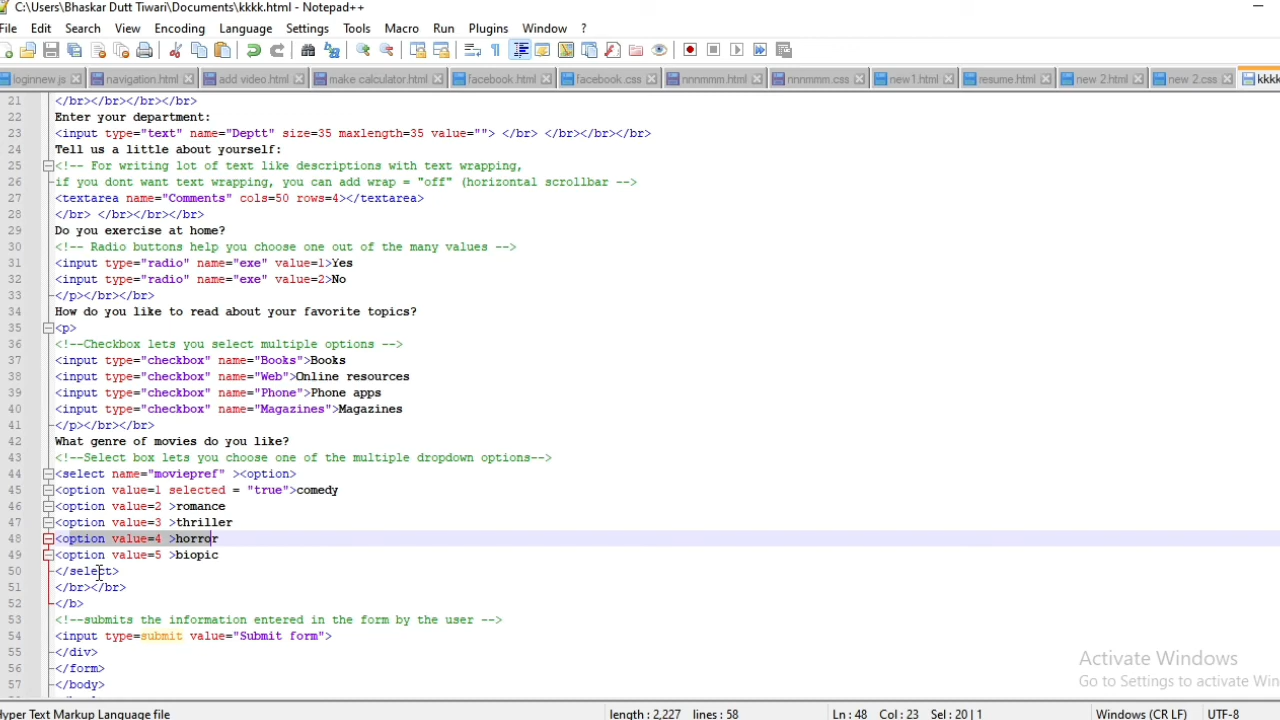 C:\Users\Bhaskar Dutt Tiwari\Documents\kkkk.html - Notepad++
File Edit Search View Encoding Language Settings Tools Macro Run Plugins Window ?
loginnew.js navigation.html add video.html make calculator.html facebook.html facebook.css nnnmmm.html nnnmmm.css new1.html resume.html new 2.html new 2.css kkkk
21 </br></br></br></br>
22 Enter your department:
23 <input type="text" name="Deptt" size=35 maxlength=35 value=""> </br> </br></br></br>
24 Tell us a little about yourself:
25 <!-- For writing lot of text like descriptions with text wrapping,
26 if you dont want text wrapping, you can add wrap = "off" (horizontal scrollbar -->
27 <textarea name="Comments" cols=50 rows=4></textarea>
28 </br> </br></br></br>
29 Do you exercise at home?
30 <!-- Radio buttons help you choose one out of the many values -->
31 <input type="radio" name="exe" value=1>Yes
32 <input type="radio" name="exe" value=2>No
33 </p></br></br>
34 How do you like to read about your favorite topics?
35 <p>
36 <!--Checkbox lets you select multiple options -->
37 <input type="checkbox" name="Books">Books
38 <input type="checkbox" name="Web">Online resources
39 <input type="checkbox" name="Phone">Phone apps
40 <input type="checkbox" name="Magazines">Magazines
41 </p></br></br>
42 What genre of movies do you like?
43 <!--Select box lets you choose one of the multiple dropdown options-->
44 <select name="moviepref" ><option>
45 <option value=1 selected = "true">comedy
46 <option value=2 >romance
47 <option value=3 >thriller
48 <option value=4 >horror
49 <option value=5 >biopic
50 </select>
51 </br></br>
52 </b>
53 <!--submits the information entered in the form by the user -->
54 <input type=submit value="Submit form">
55 </div>
56 </form>
57 </body>
Activate Windows
Go to Settings to activate Win
Hyper Text Markup Language file length : 2,227 lines : 58 Ln : 48 Col : 23 Sel : 20 | 1 Windows (CR LF) UTF-8